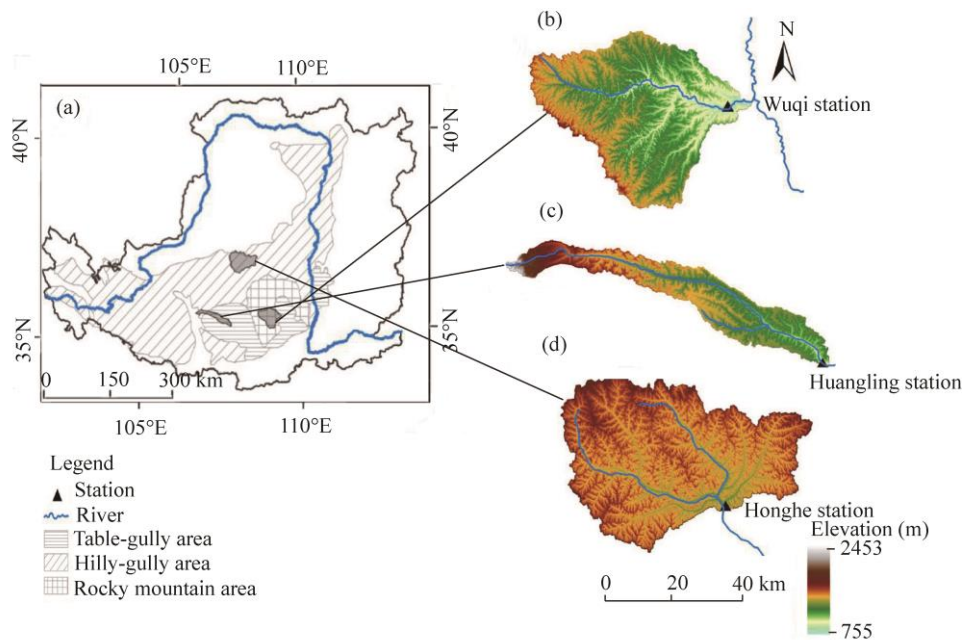 (a)
105°E 110°E
40°N
40°N
35°N
35°N
0 150 300 km
105°E 110°E
Legend
Station
River
Table-gully area
Hilly-gully area
Rocky mountain area
(b)
N
Wuqi station
(c)
Huangling station
(d)
Honghe station
Elevation (m)
2453
755
0 20 40 km